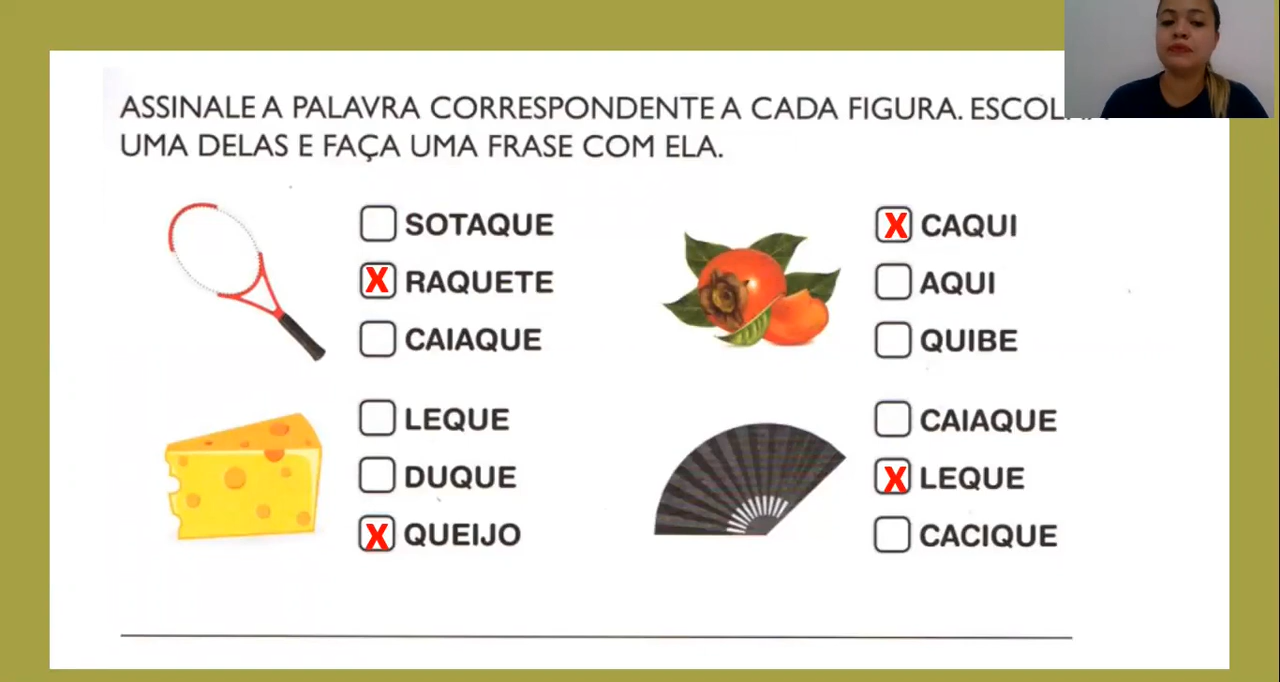 ASSINALE A PALAVRA CORRESPONDENTE A CADA FIGURA.
UMA DELAS E FAÇA UMA FRASE COM ELA.
SOTAQUE
X RAQUETE
CAIAQUE
X CAQUI
AQUI
QUIBE
LEQUE
DUQUE
X QUEIJO
CAIAQUE
X LEQUE
CACIQUE